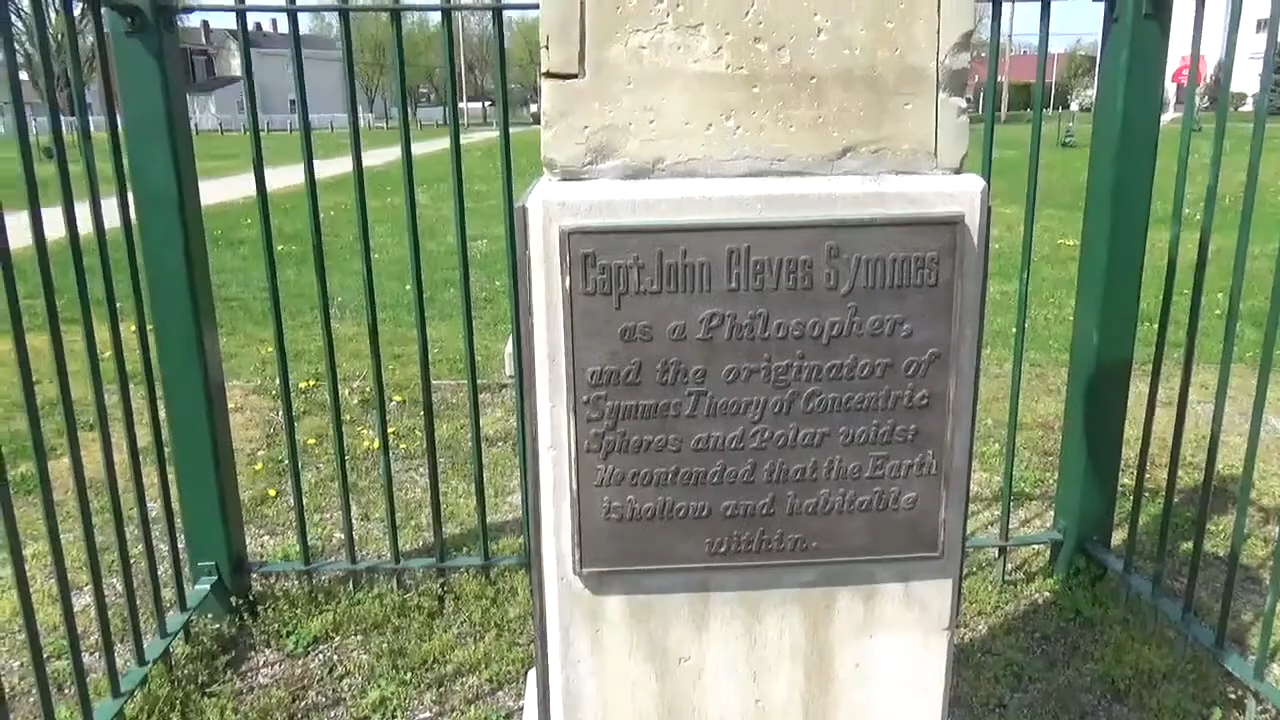 Capt. John Cleves Symmes
as a Philosopher,
and the originator of
'Symmes Theory of Concentric
Spheres and Polar voids:
He contended that the Earth
is hollow and habitable
within.